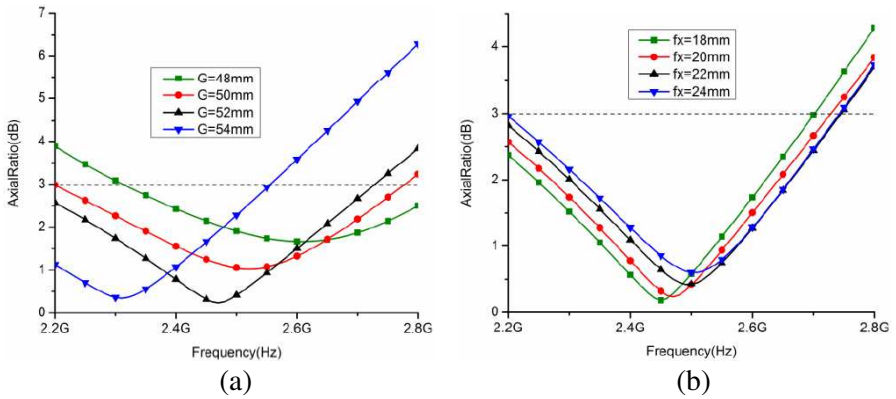 7
6
5
4
3
2
1
0
AxialRatio(dB)
G=48mm
G=50mm
G=52mm
G=54mm
2.2G 2.4G 2.6G 2.8G
Frequency(Hz)
(a)
5
4
3
2
1
0
AxialRatio(dB)
fx=18mm
fx=20mm
fx=22mm
fx=24mm
2.2G 2.4G 2.6G 2.8G
Frequency(Hz)
(b)